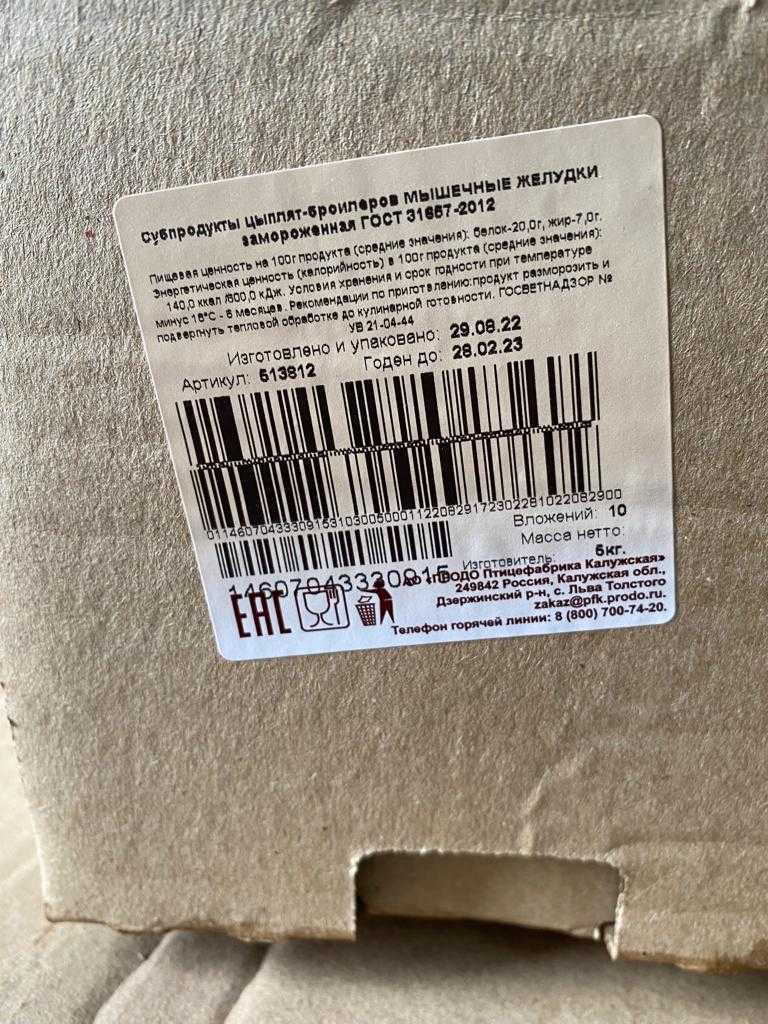 Субпродукты цыплят-бройлеров МЫШЕЧНЫЕ ЖЕЛУДКИ
замороженная ГОСТ 31657-2012
Пищевая ценность на 100г продукта (средние значения): белок-20,0г, жир-7,0г.
Энергетическая ценность (калорийность) в 100г продукта (средние значения):
140,0 ккал /600,0 кДж. Условия хранения и срок годности при температуре
минус 18°С - 6 месяцев. Рекомендации по приготовлению:продукт разморозить и
подвергнуть тепловой обработке до кулинарной готовности. ГОСВЕТНАДЗОР №
УВ 21-04-44
Изготовлено и упаковано: 29.08.22
Артикул: 513812 Годен до: 28.02.23
Вложений: 10
Масса нетто:
5кг.
14607043330915
Изготовитель:
АО «ПРОДО Птицефабрика Калужская»
249842 Россия, Калужская обл.,
Дзержинский р-н, с. Льва Толстого
zakaz@pfk.prodo.ru.
Телефон горячей линии: 8 (800) 700-74-20.
EAC